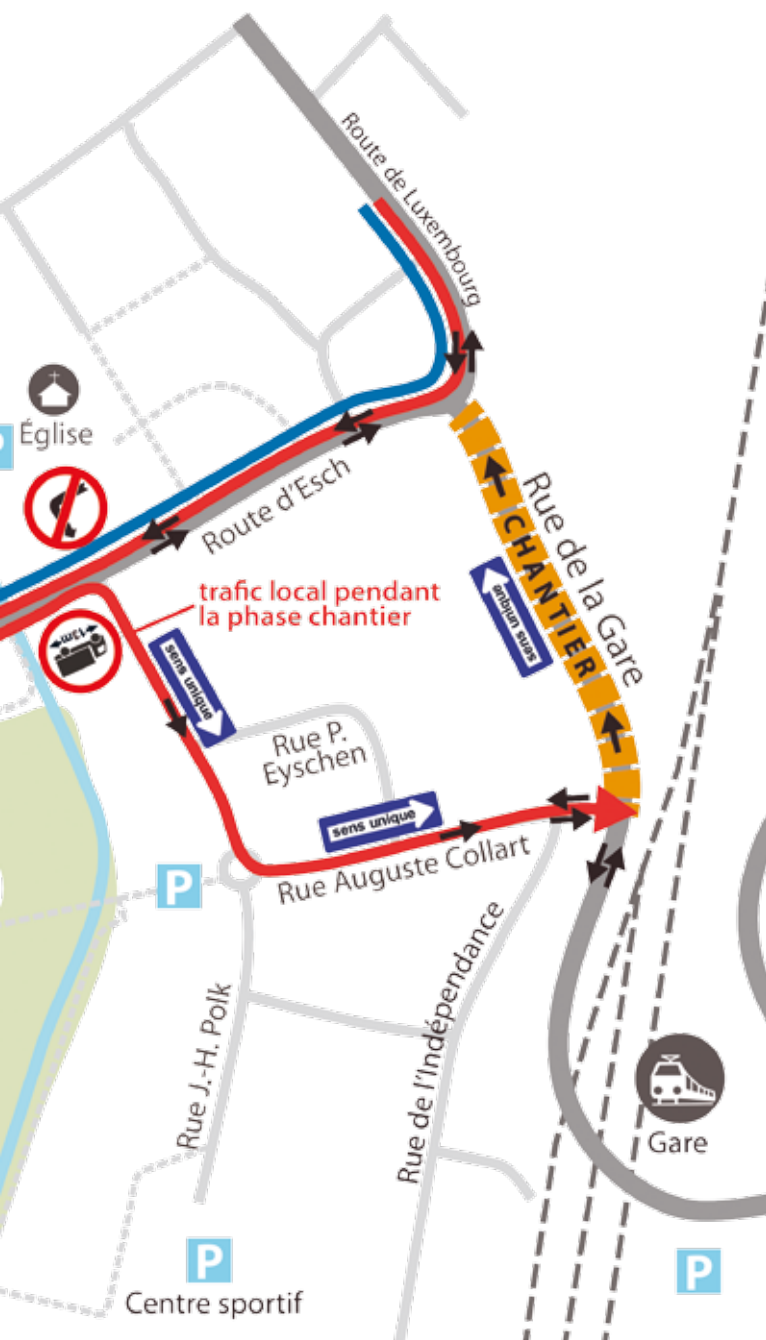 Route de Luxembourg
Église
P
Route d'Esch
Rue de la Gare
CHANTIER
sens unique
trafic local pendant
la phase chantier
13m
sens unique
Rue P.
Eyschen
sens unique
P
Rue Auguste Collart
Rue de l'Indépendance
Rue J.-H. Polk
Gare
P
Centre sportif
P